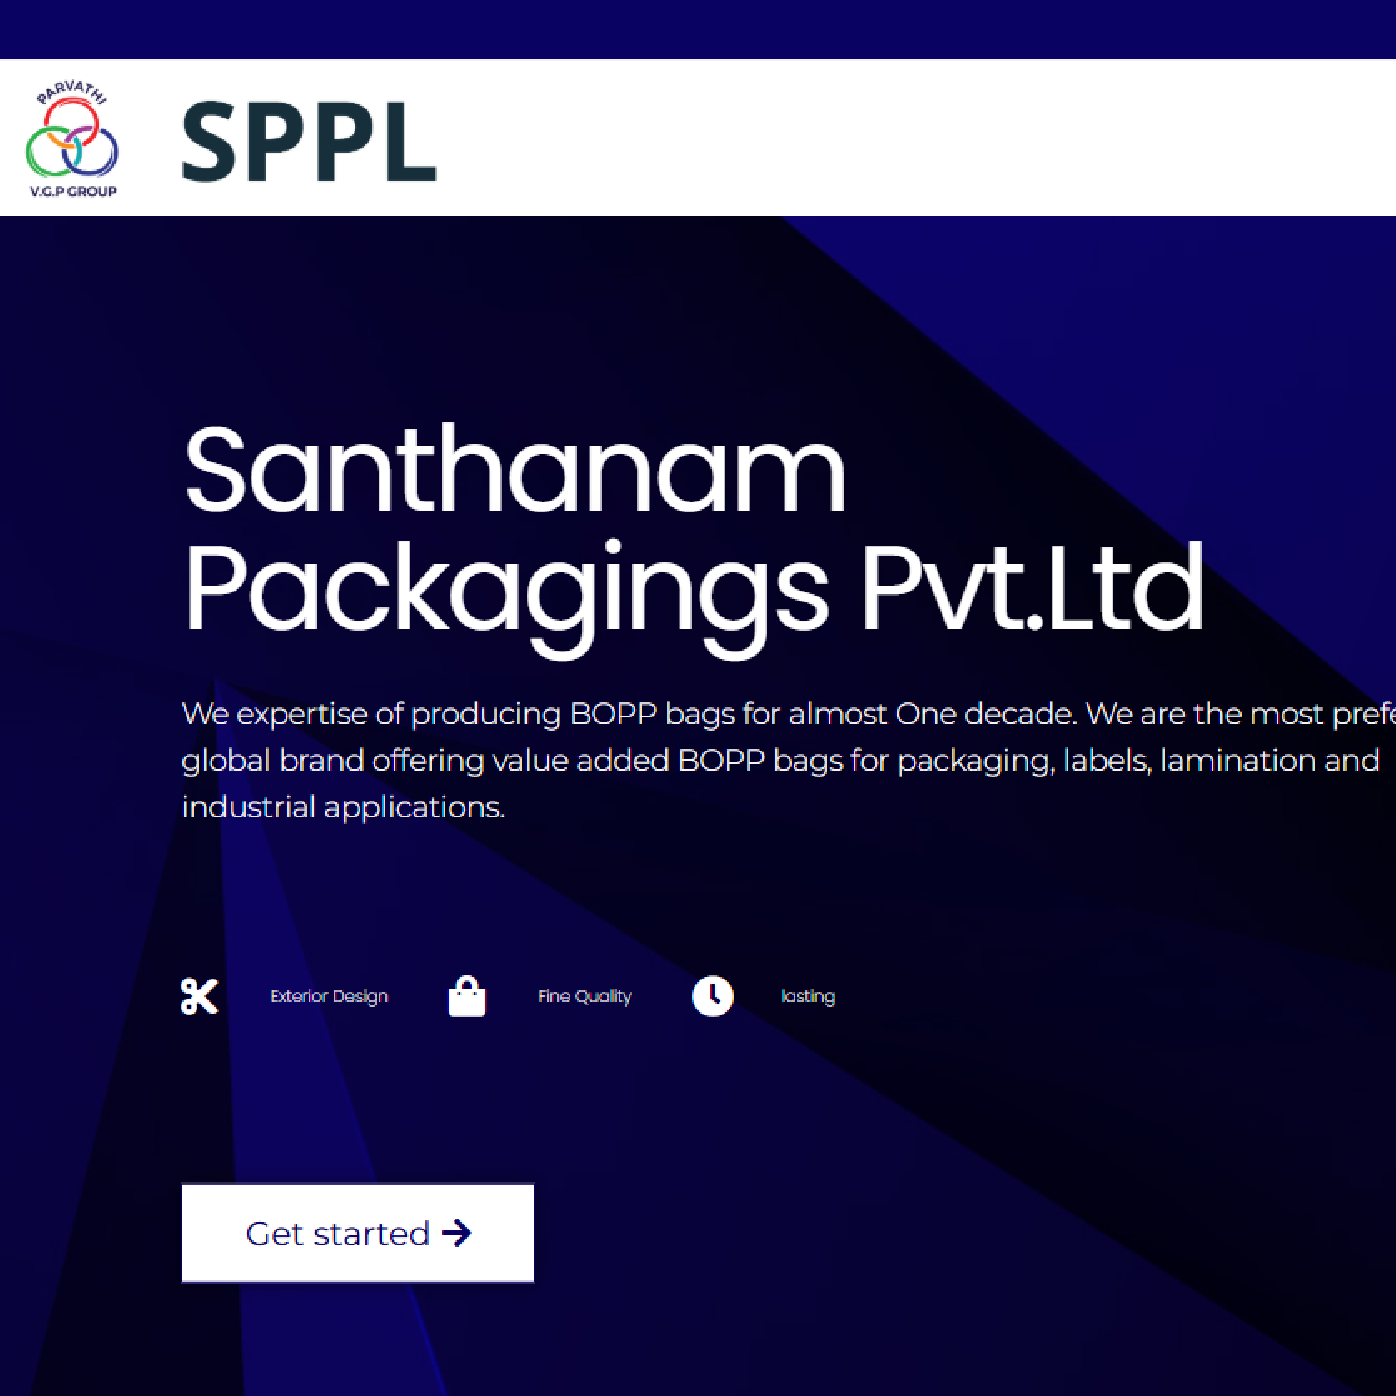 PARVATHI
V.G.P GROUP
SPPL
Santhanam
Packagings Pvt.Ltd
We expertise of producing BOPP bags for almost One decade. We are the most
global brand offering value added BOPP bags for packaging, labels, lamination and
industrial applications.
Exterior Design
Fine Quality
lasting
Get started